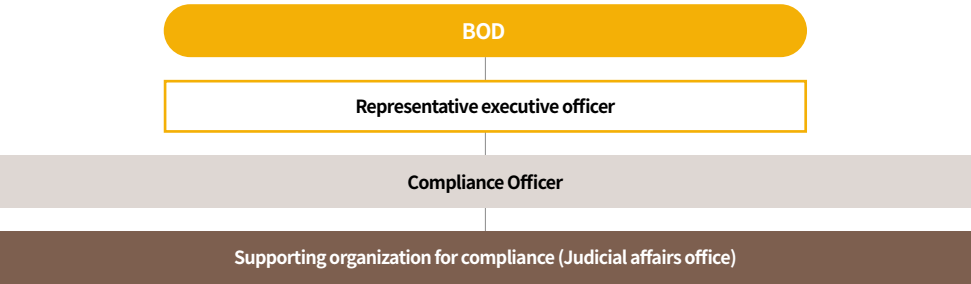 BOD
Representative executive officer
Compliance Officer
Supporting organization for compliance (Judicial affairs office)